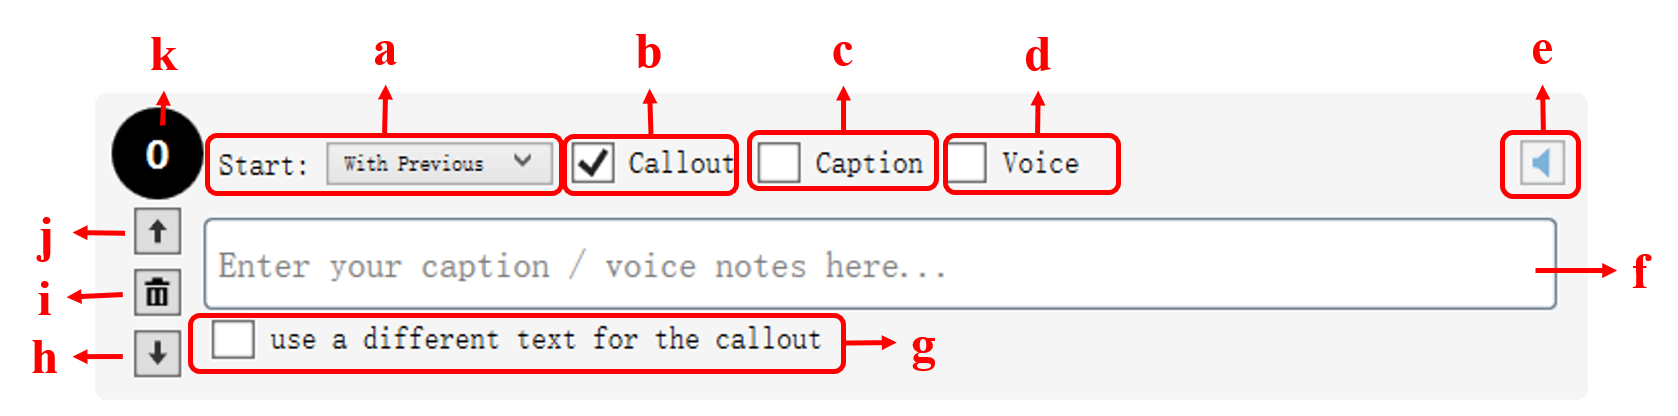 k a b c d e
0 Start: With Previous Callout Caption Voice
j
Enter your caption / voice notes here... f
i
use a different text for the callout g
h